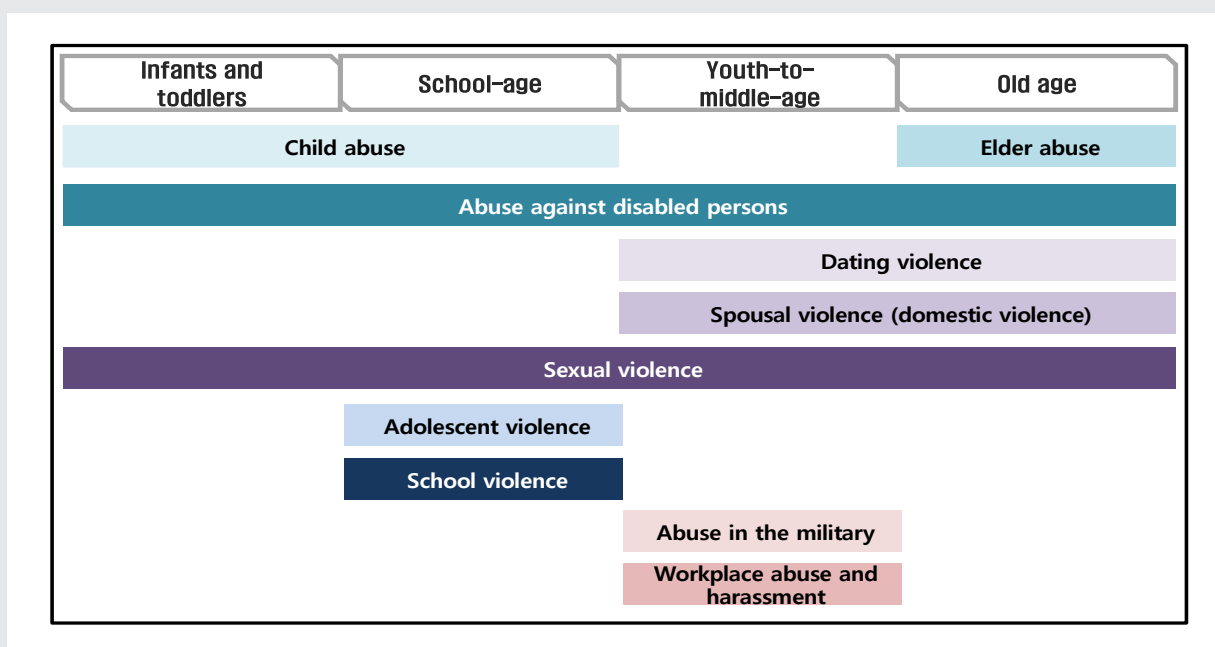 Infants and
toddlers
School-age
Youth-to-
middle-age
Old age
Child abuse
Elder abuse
Abuse against disabled persons
Dating violence
Spousal violence (domestic violence)
Sexual violence
Adolescent violence
School violence
Abuse in the military
Workplace abuse and
harassment